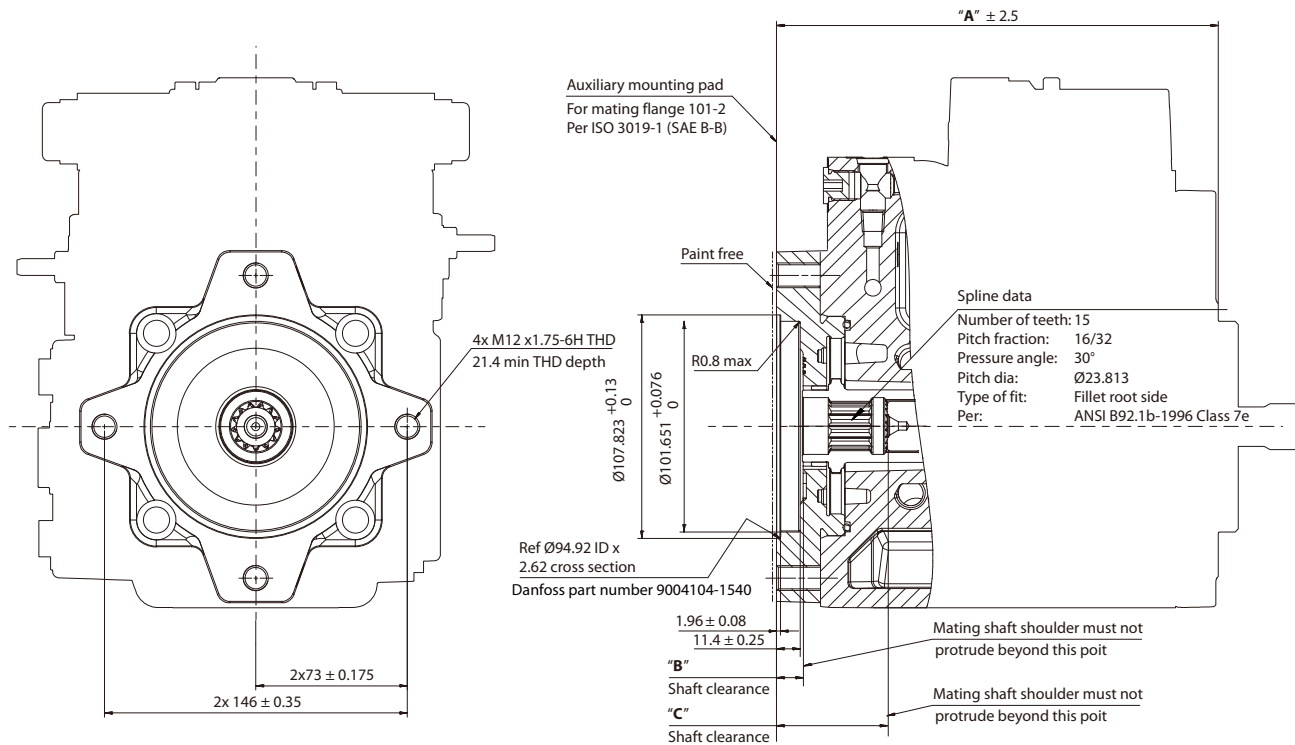 "A" ± 2.5
Auxiliary mounting pad
For mating flange 101-2
Per ISO 3019-1 (SAE B-B)
Paint free
Spline data
Number of teeth: 15
Pitch fraction: 16/32
Pressure angle: 30°
Pitch dia: Ø23.813
Type of fit: Fillet root side
Per: ANSI B92.1b-1996 Class 7e
4x M12 x1.75-6H THD
21.4 min THD depth
R0.8 max
Ø107.823 +0.13 0
Ø101.651 +0.076 0
Ref Ø94.92 ID x
2.62 cross section
Danfoss part number 9004104-1540
1.96 ± 0.08
11.4 ± 0.25
"B"
Shaft clearance
"C"
Shaft clearance
Mating shaft shoulder must not
protrude beyond this poit
Mating shaft shoulder must not
protrude beyond this poit
2x73 ± 0.175
2x 146 ± 0.35